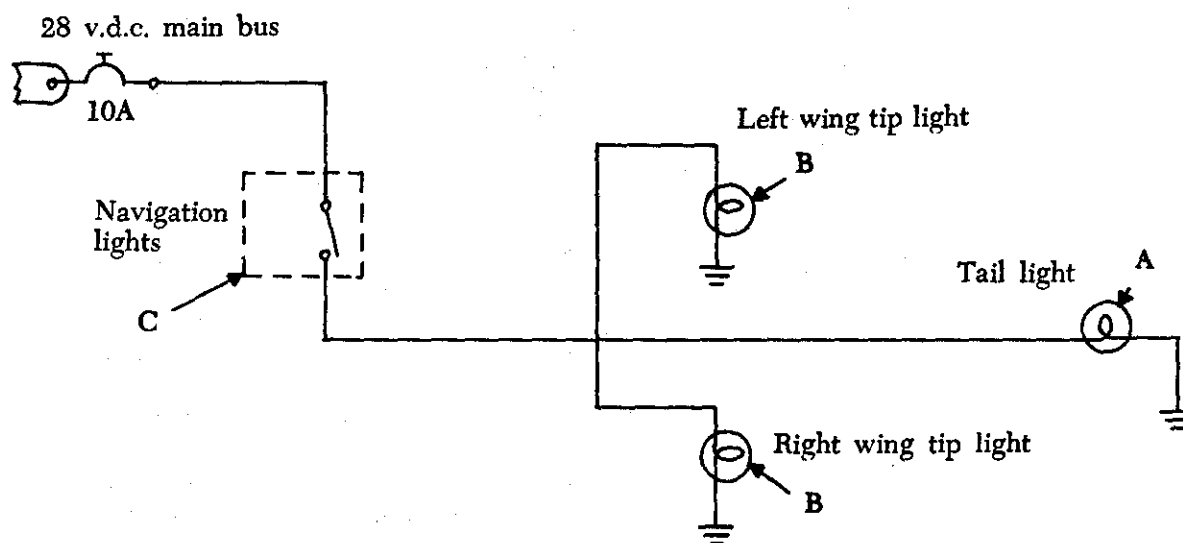 28 v.d.c. main bus
10A
Left wing tip light
B
Navigation
lights
Tail light
A
C
Right wing tip light
B